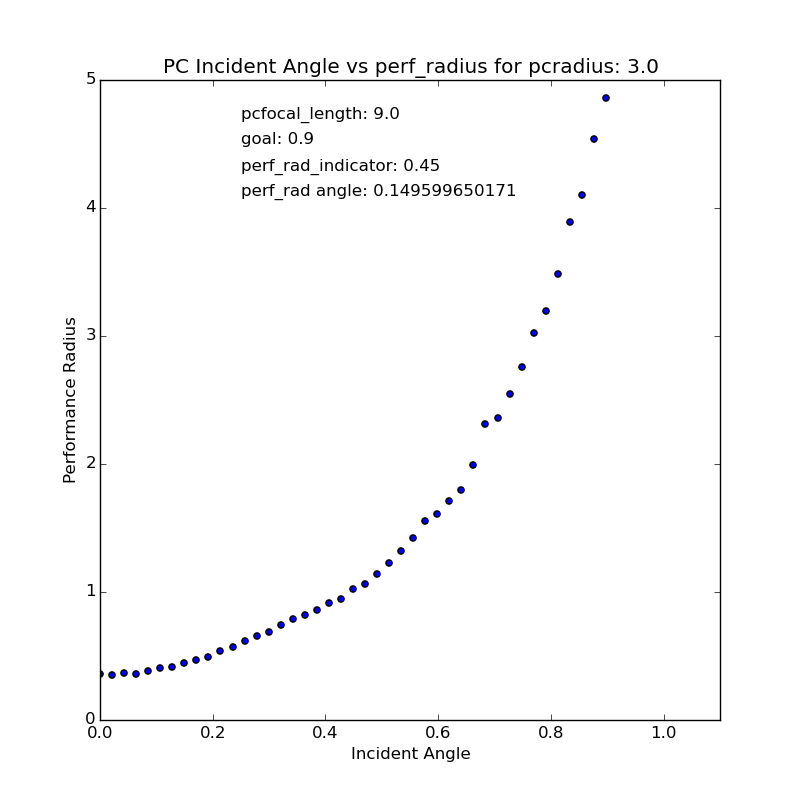 PC Incident Angle vs perf_radius for pcradius: 3.0
pcfocal_length: 9.0
goal: 0.9
perf_rad_indicator: 0.45
perf_rad angle: 0.149599650171
5
4
3
2
1
0
Performance Radius
0.0 0.2 0.4 0.6 0.8 1.0
Incident Angle